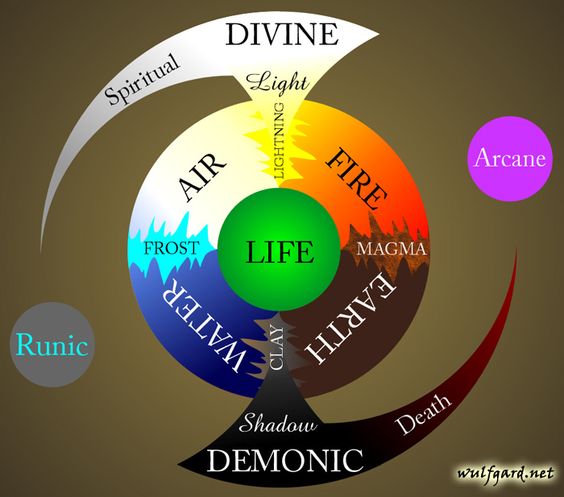 DIVINE
Spiritual
Light
LIGHTNING
AIR
FIRE
Arcane
FROST
LIFE
MAGMA
WATER
EARTH
Runic
CLAY
Shadow
Death
DEMONIC
wulfgard.net